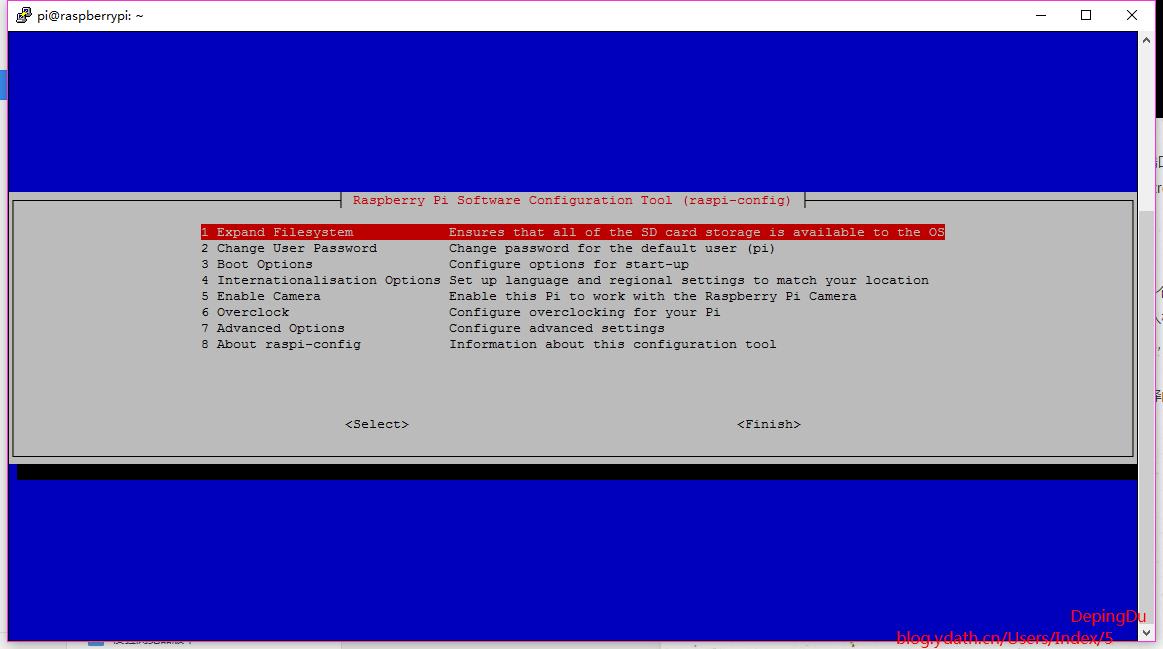 pi@raspberrypi: ~
Raspberry Pi Software Configuration Tool (raspi-config)
1 Expand Filesystem Ensures that all of the SD card storage is available to the OS
2 Change User Password Change password for the default user (pi)
3 Boot Options Configure options for start-up
4 Internationalisation Options Set up language and regional settings to match your location
5 Enable Camera Enable this Pi to work with the Raspberry Pi Camera
6 Overclock Configure overclocking for your Pi
7 Advanced Options Configure advanced settings
8 About raspi-config Information about this configuration tool
<Select> <Finish>
DepingDu
blog.ydath.cn/Users/Index/5